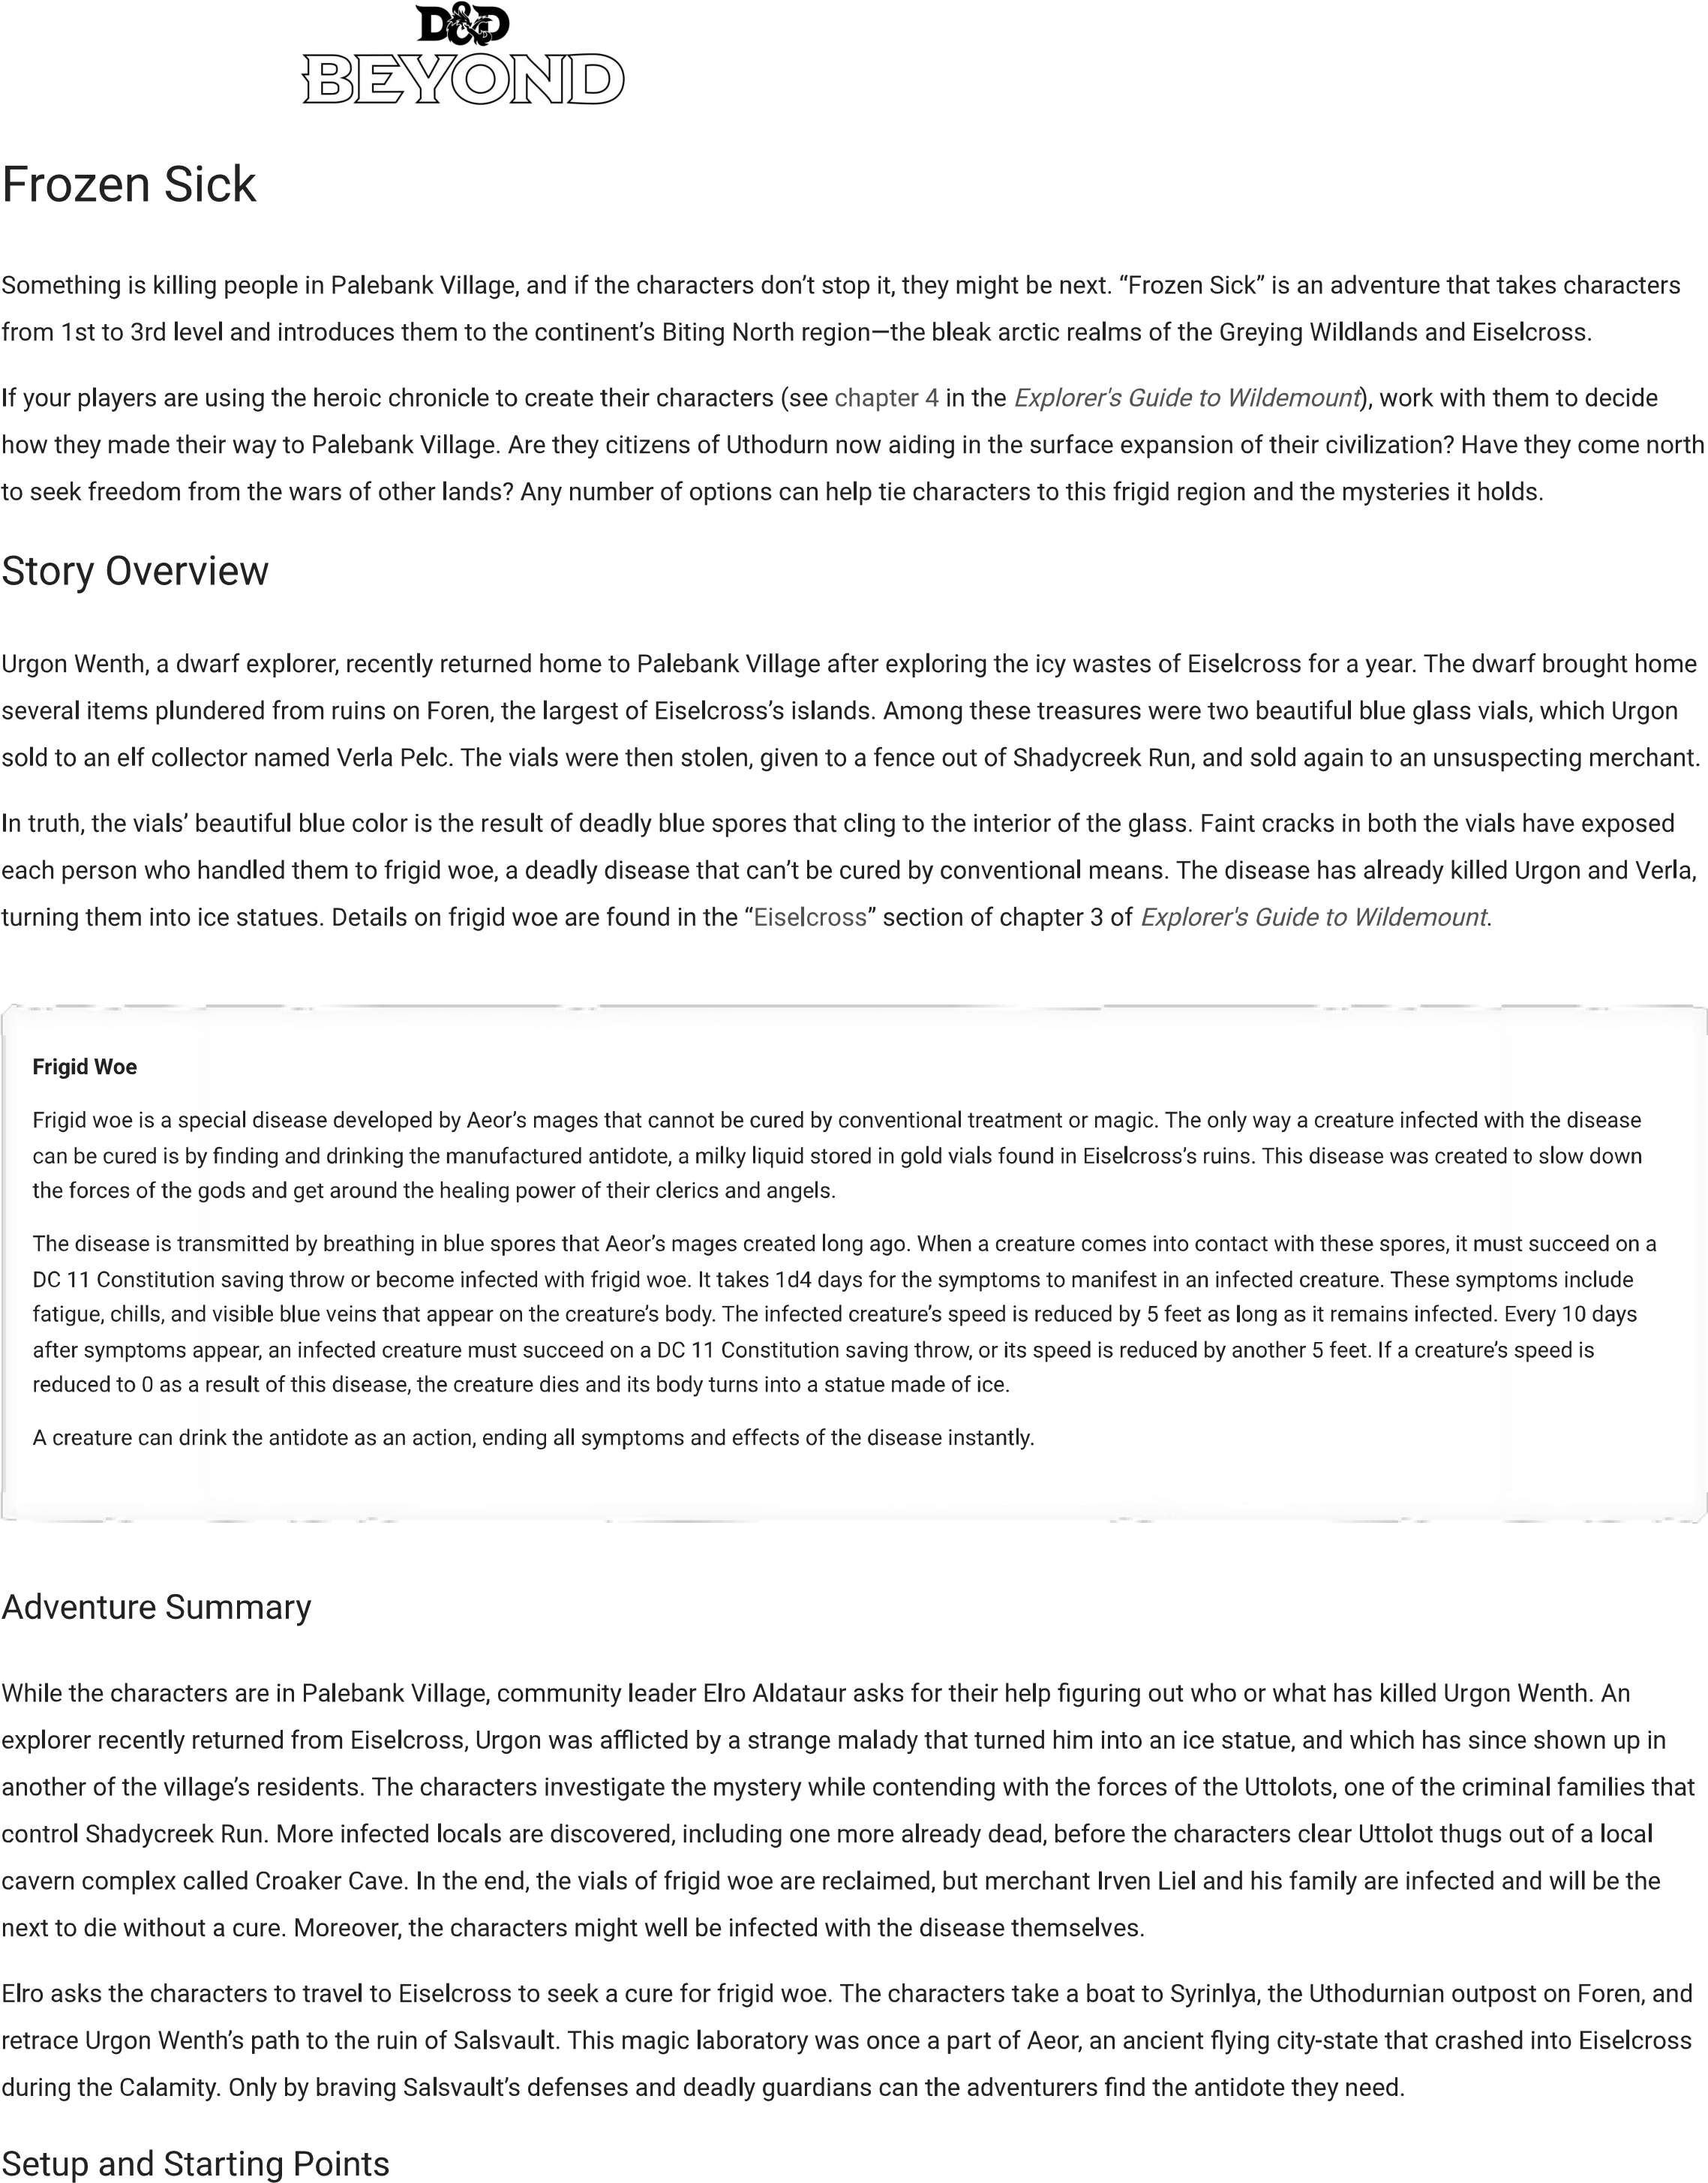 D&D
BEYOND
Frozen Sick
Something is killing people in Palebank Village, and if the characters don’t stop it, they might be next. “Frozen Sick” is an adventure that takes characters
from 1st to 3rd level and introduces them to the continent’s Biting North region—the bleak arctic realms of the Greying Wildlands and Eiselcross.
If your players are using the heroic chronicle to create their characters (see chapter 4 in the Explorer's Guide to Wildemount), work with them to decide
how they made their way to Palebank Village. Are they citizens of Uthodurn now aiding in the surface expansion of their civilization? Have they come north
to seek freedom from the wars of other lands? Any number of options can help tie characters to this frigid region and the mysteries it holds.
Story Overview
Urgon Wenth, a dwarf explorer, recently returned home to Palebank Village after exploring the icy wastes of Eiselcross for a year. The dwarf brought home
several items plundered from ruins on Foren, the largest of Eiselcross’s islands. Among these treasures were two beautiful blue glass vials, which Urgon
sold to an elf collector named Verla Pelc. The vials were then stolen, given to a fence out of Shadycreek Run, and sold again to an unsuspecting merchant.
In truth, the vials’ beautiful blue color is the result of deadly blue spores that cling to the interior of the glass. Faint cracks in both the vials have exposed
each person who handled them to frigid woe, a deadly disease that can’t be cured by conventional means. The disease has already killed Urgon and Verla,
turning them into ice statues. Details on frigid woe are found in the “Eiselcross” section of chapter 3 of Explorer's Guide to Wildemount.
Frigid Woe
Frigid woe is a special disease developed by Aeor’s mages that cannot be cured by conventional treatment or magic. The only way a creature infected with the disease
can be cured is by finding and drinking the manufactured antidote, a milky liquid stored in gold vials found in Eiselcross’s ruins. This disease was created to slow down
the forces of the gods and get around the healing power of their clerics and angels.
The disease is transmitted by breathing in blue spores that Aeor’s mages created long ago. When a creature comes into contact with these spores, it must succeed on a
DC 11 Constitution saving throw or become infected with frigid woe. It takes 1d4 days for the symptoms to manifest in an infected creature. These symptoms include
fatigue, chills, and visible blue veins that appear on the creature’s body. The infected creature’s speed is reduced by 5 feet as long as it remains infected. Every 10 days
after symptoms appear, an infected creature must succeed on a DC 11 Constitution saving throw, or its speed is reduced by another 5 feet. If a creature’s speed is
reduced to 0 as a result of this disease, the creature dies and its body turns into a statue made of ice.
A creature can drink the antidote as an action, ending all symptoms and effects of the disease instantly.
Adventure Summary
While the characters are in Palebank Village, community leader Elro Aldataur asks for their help figuring out who or what has killed Urgon Wenth. An
explorer recently returned from Eiselcross, Urgon was afflicted by a strange malady that turned him into an ice statue, and which has since shown up in
another of the village’s residents. The characters investigate the mystery while contending with the forces of the Uttolots, one of the criminal families that
control Shadycreek Run. More infected locals are discovered, including one more already dead, before the characters clear Uttolot thugs out of a local
cavern complex called Croaker Cave. In the end, the vials of frigid woe are reclaimed, but merchant Irven Liel and his family are infected and will be the
next to die without a cure. Moreover, the characters might well be infected with the disease themselves.
Elro asks the characters to travel to Eiselcross to seek a cure for frigid woe. The characters take a boat to Syrinlya, the Uthodurnian outpost on Foren, and
retrace Urgon Wenth’s path to the ruin of Salsvault. This magic laboratory was once a part of Aeor, an ancient flying city-state that crashed into Eiselcross
during the Calamity. Only by braving Salsvault’s defenses and deadly guardians can the adventurers find the antidote they need.
Setup and Starting Points